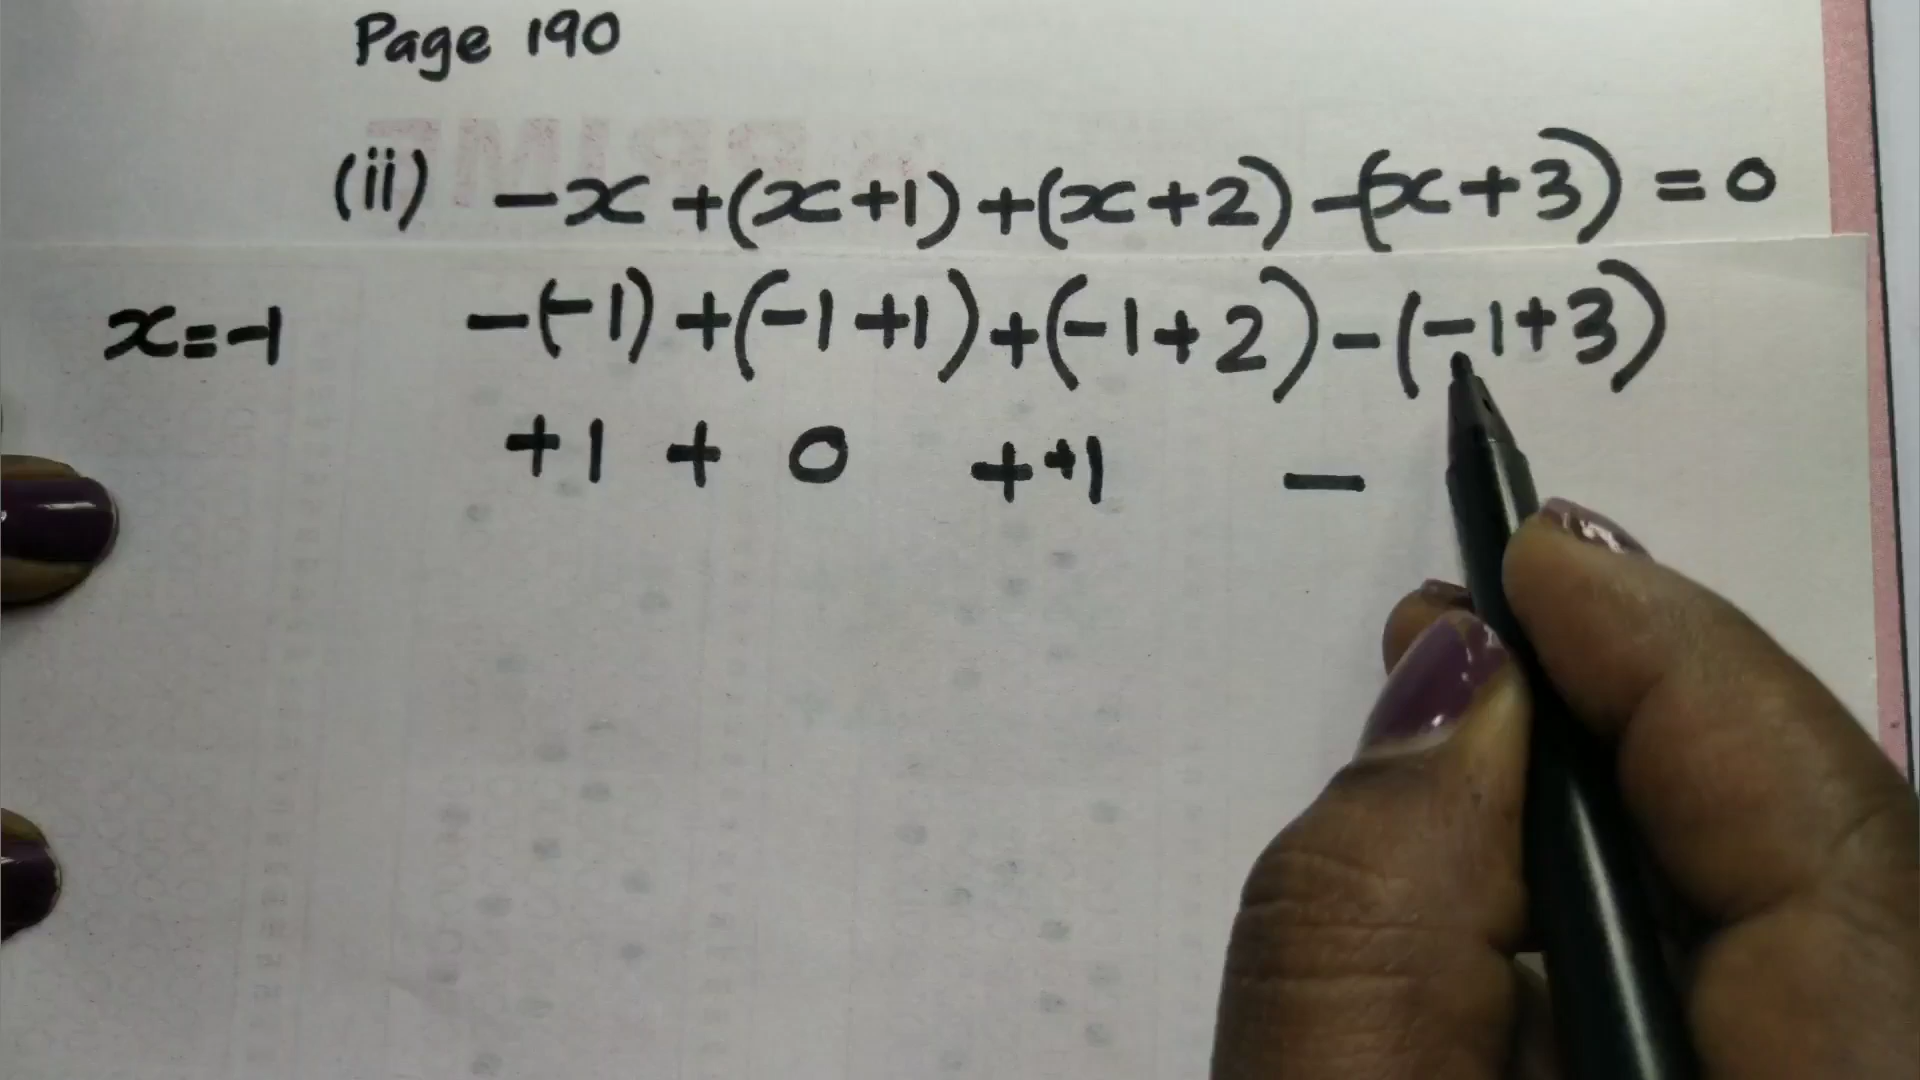 Page 190
(ii) -x+(x+1)+(x+2)-(x+3)=0
x=-1 -(-1)+(-1+1)+(-1+2)-(-1+3)
+1 + 0 ++1 -